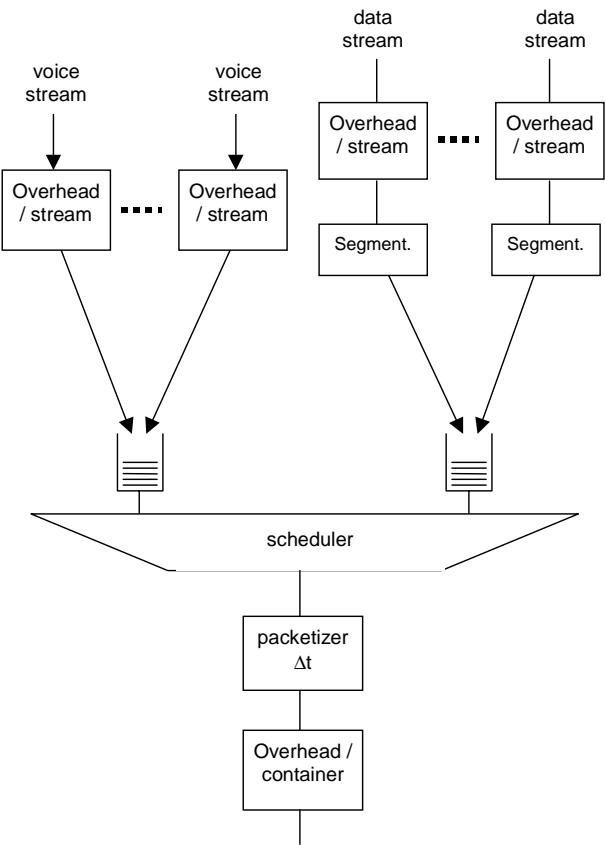 data
stream
data
stream
voice
stream
voice
stream
Overhead
/ stream
Overhead
/ stream
Overhead
/ stream
Overhead
/ stream
Segment.
Segment.
scheduler
packetizer
Δt
Overhead /
container